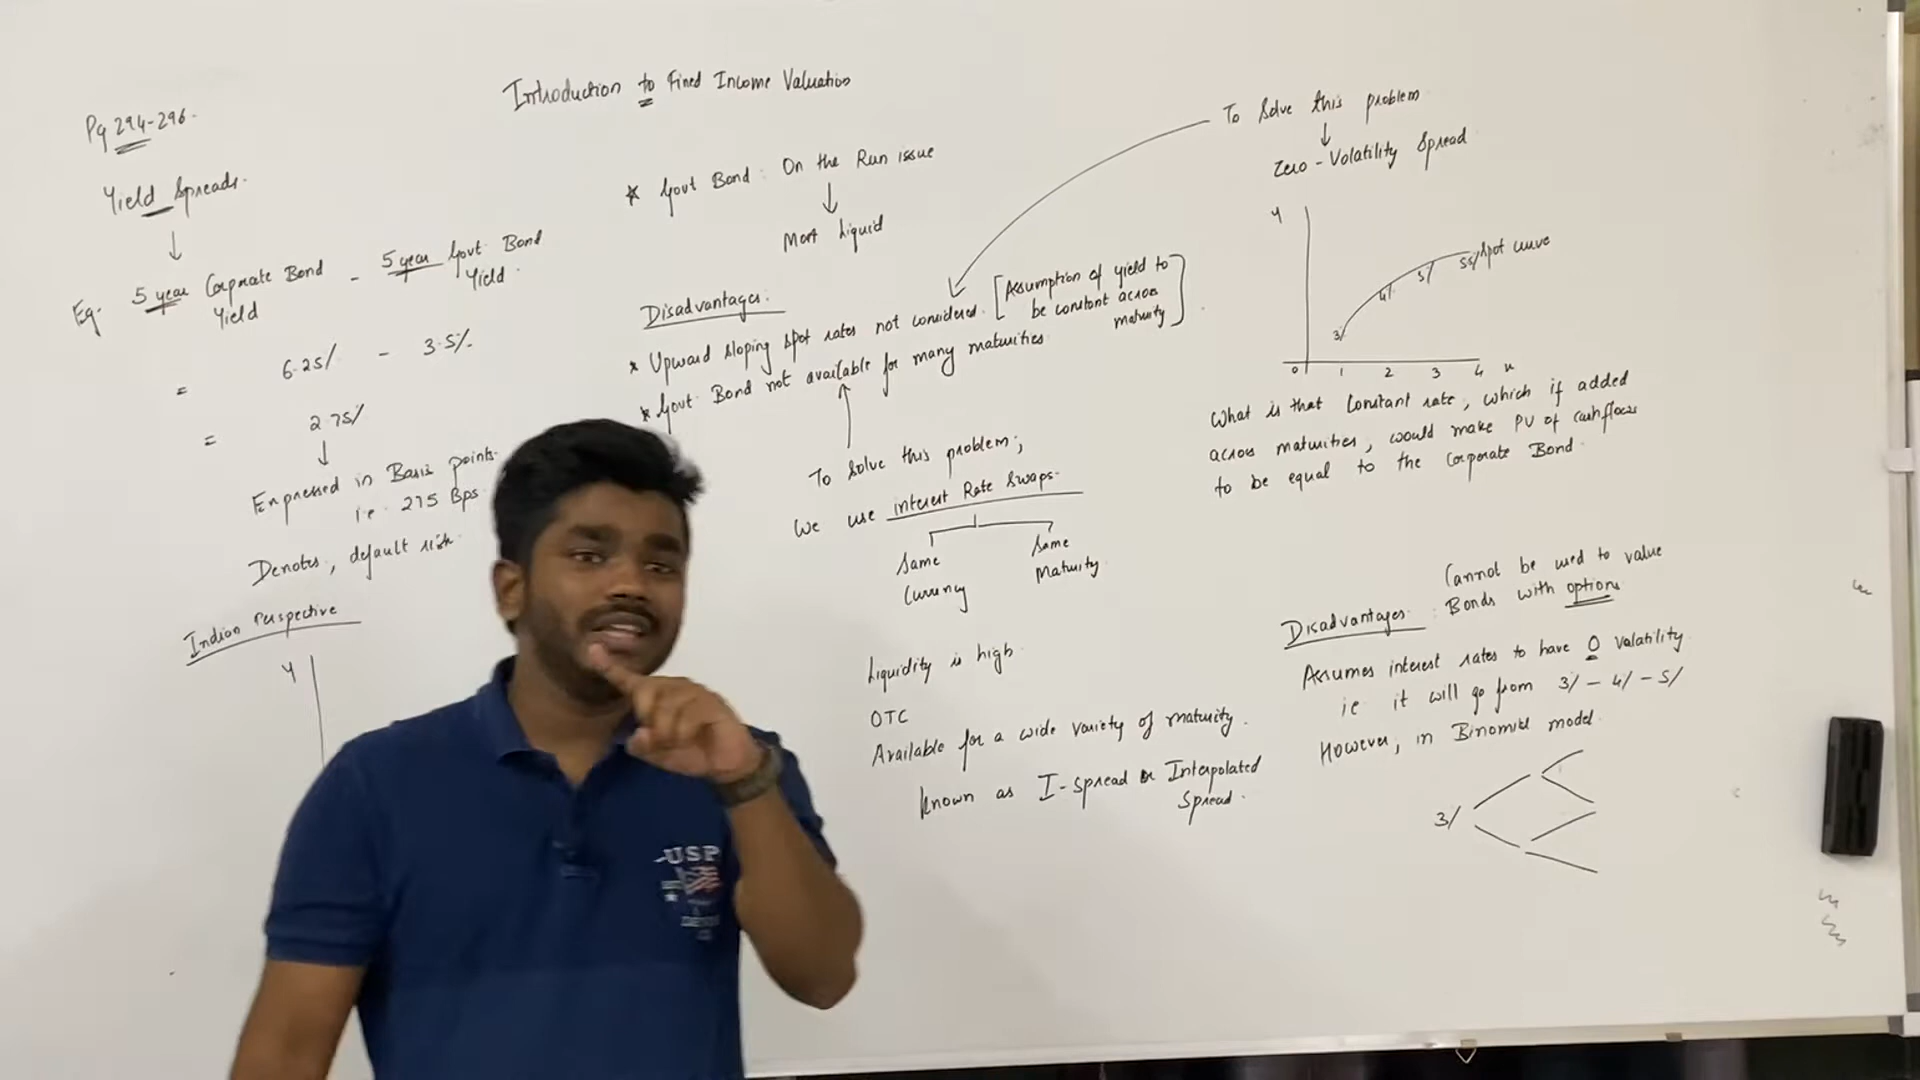 Introduction to Fixed Income Valuation
Pg 294-296.
Yield Spreads.
Eg. 5 year Corporate Bond - 5 year Govt Bond
Yield Yield.
= 6.25% - 3.5%
= 2.75%
Expressed in Basis points.
i.e. 275 Bps
Denotes, default risk.
Indian Perspective
Y
* Govt Bond: On the Run issue
Most Liquid
Disadvantages:
* Upward sloping spot rates not considered. [Assumption of yield to
be constant across
maturity]
* Govt Bond not available for many maturities.
To solve this problem;
We use interest Rate Swaps.
Same
Currency
Same
Maturity
Liquidity is high.
OTC
Available for a wide variety of maturity.
Known as I-spread or Interpolated
Spread.
To solve this problem
Zero-Volatility Spread
Y
3% 4% 5% 5.5% Spot curve
0 1 2 3 4
What is that Constant rate, which if added
across maturities, would make PV of cashflows
to be equal to the Corporate Bond.
Disadvantages: Cannot be used to value
Bonds with options
Assumes interest rates to have 0 valatility
ie it will go from 3% - 4% - 5%
However, in Binomial model.
3%
USP